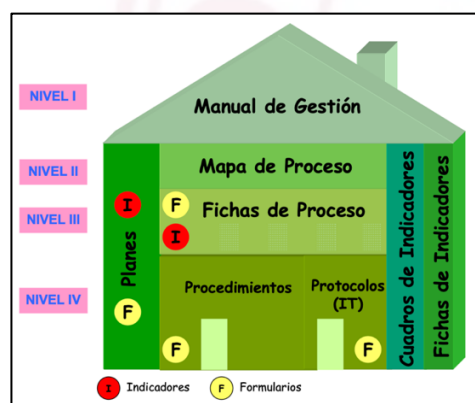 NIVEL I
Manual de Gestión
NIVEL II
Mapa de Proceso
NIVEL III
I
F
Fichas de Proceso
I
Planes
Cuadros de Indicadores
Fichas de Indicadores
NIVEL IV
Procedimientos
Protocolos
(IT)
F
F
F
I Indicadores
F Formularios